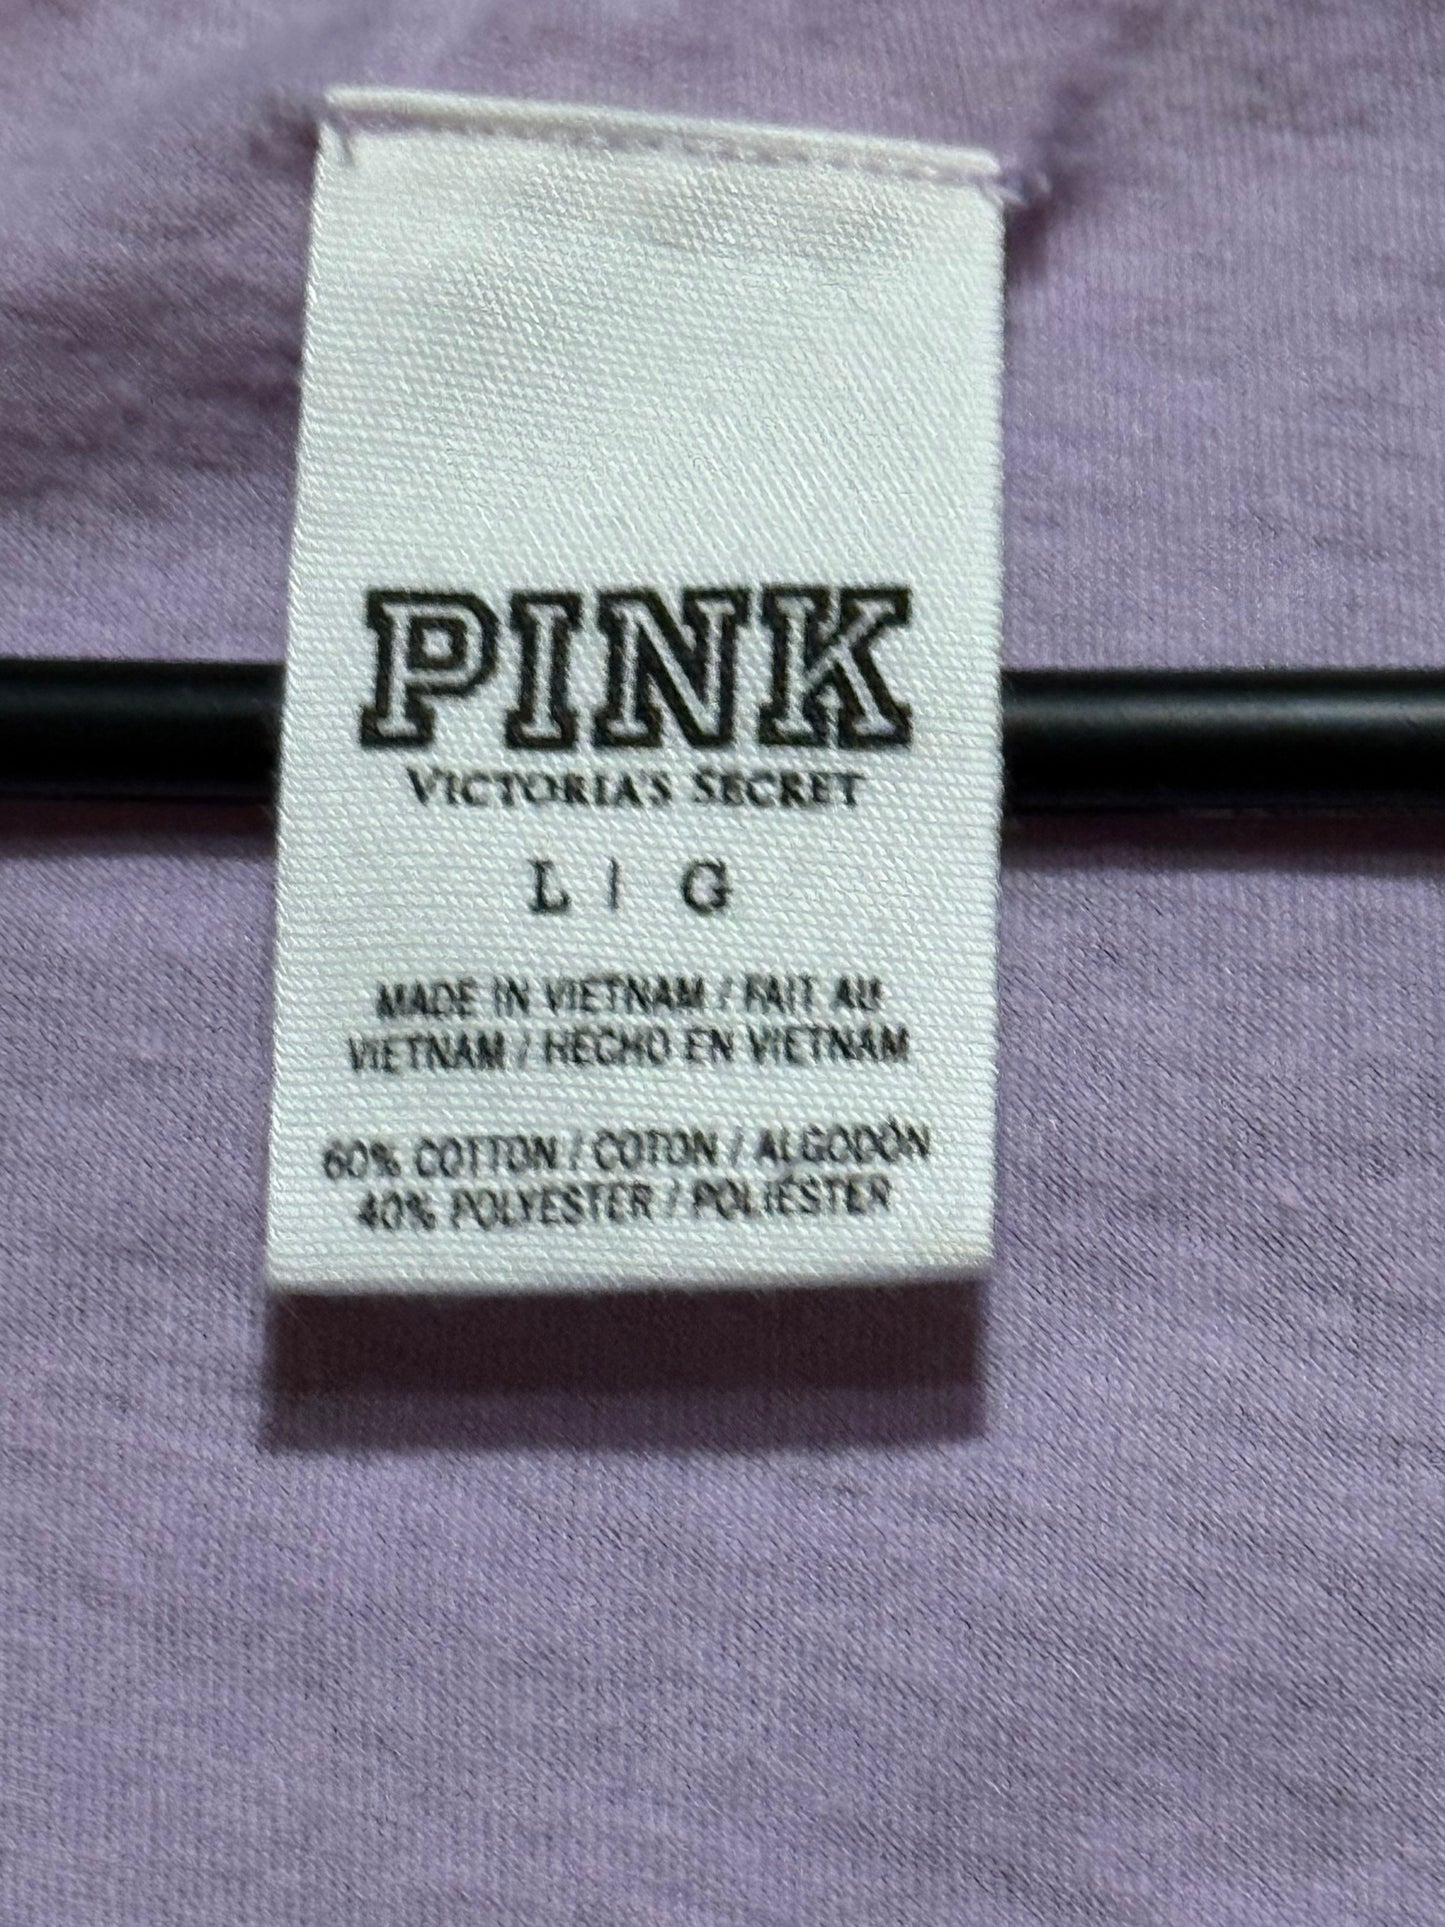 PINK
VICTORIA'S SECRET
L | G
MADE IN VIETNAM / FAIT AU
VIETNAM / HECHO EN VIETNAM
60% COTTON / COTON / ALGODÓN
40% POLYESTER / POLIÉSTER